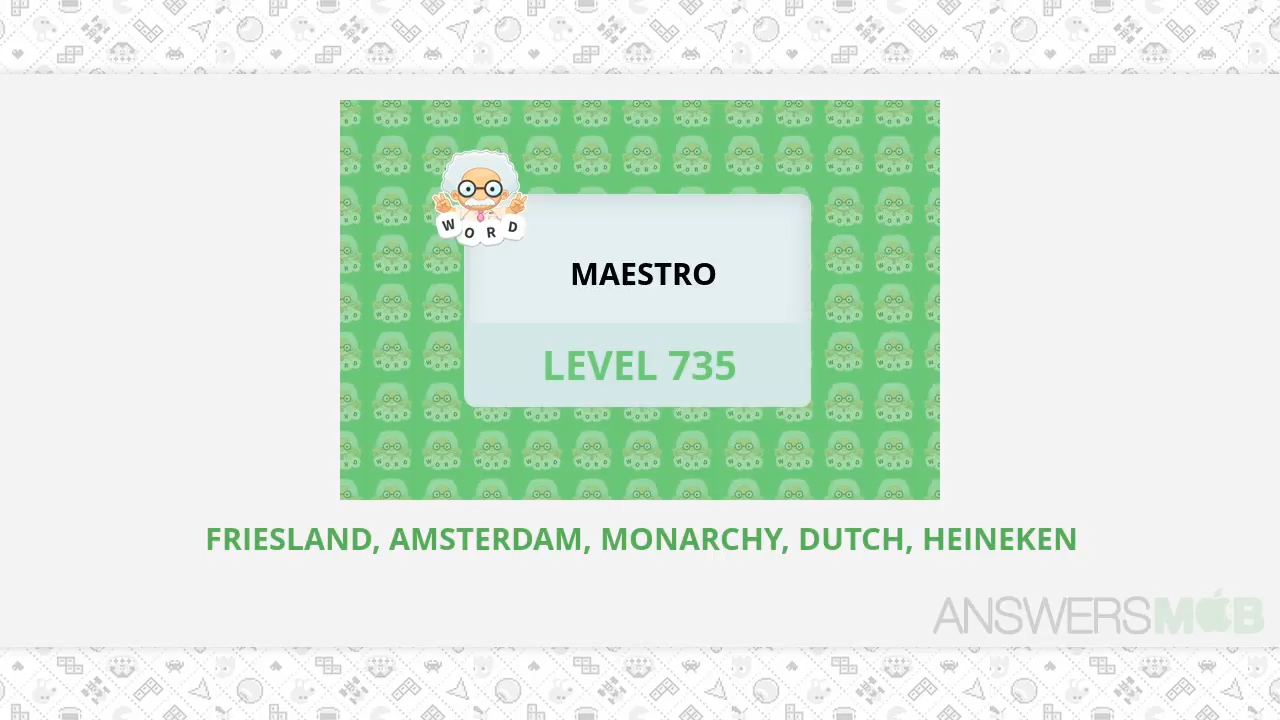 W O R D
MAESTRO
LEVEL 735
FRIESLAND, AMSTERDAM, MONARCHY, DUTCH, HEINEKEN
ANSWERSMOB